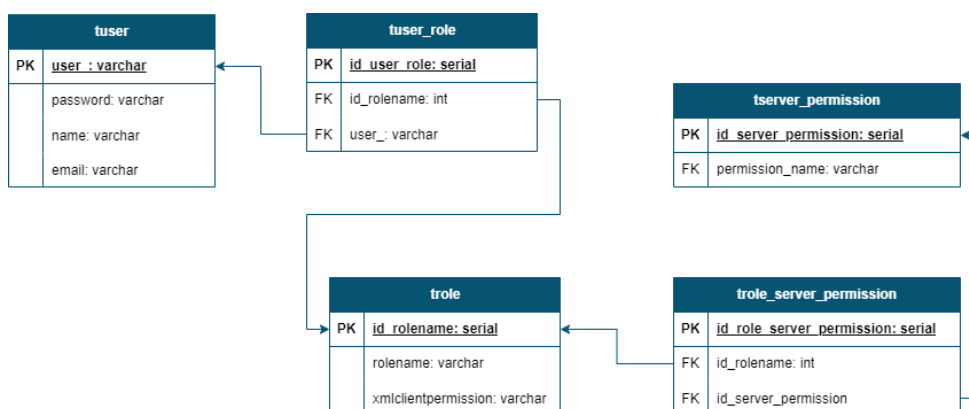 tuser
PK user_: varchar
password: varchar
name: varchar
email: varchar
tuser_role
PK id_user_role: serial
FK id_rolename: int
FK user_: varchar
tserver_permission
PK id_server_permission: serial
FK permission_name: varchar
trole
PK id_rolename: serial
rolename: varchar
xmlclientpermission: varchar
trole_server_permission
PK id_role_server_permission: serial
FK id_rolename: int
FK id_server_permission